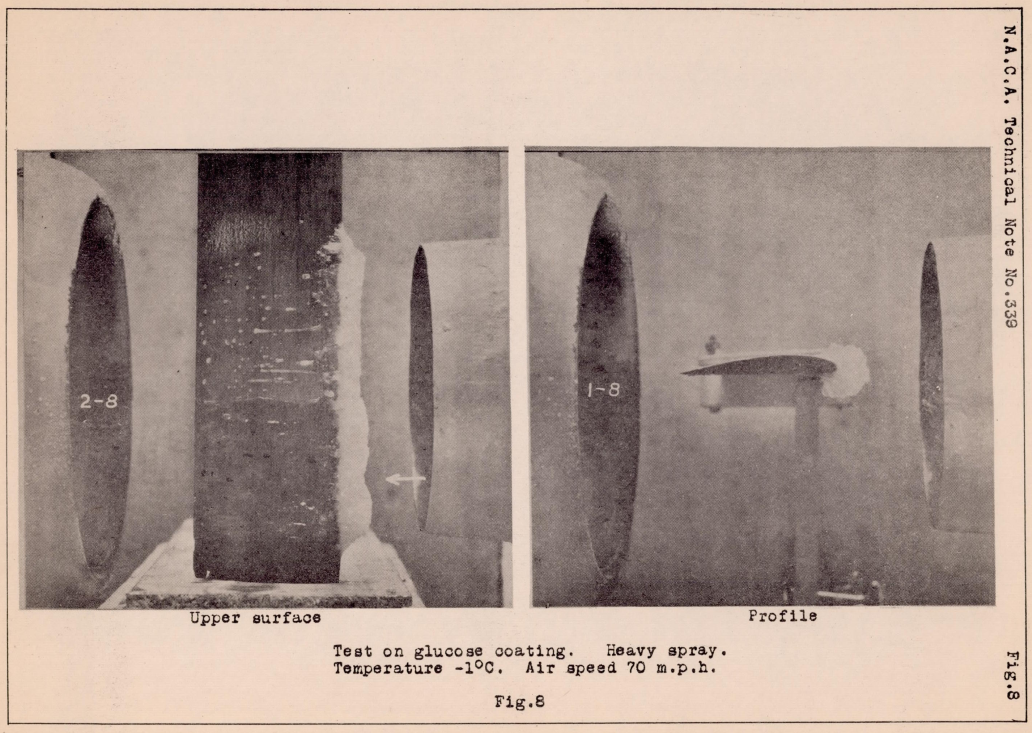 N.A.C.A. Technical Note No.339
2-8
1-8
Upper surface
Profile
Test on glucose coating. Heavy spray.
Temperature -1°C. Air speed 70 m.p.h.
Fig.8
Fig.8